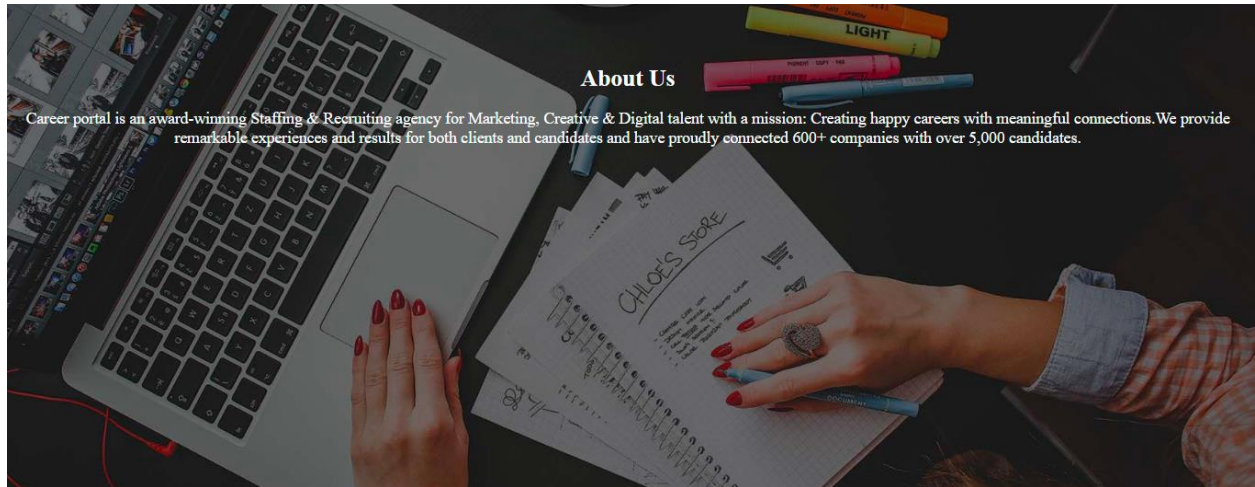 LIGHT
About Us
Career portal is an award-winning Staffing & Recruiting agency for Marketing, Creative & Digital talent with a mission: Creating happy careers with meaningful connections.We provide
remarkable experiences and results for both clients and candidates and have proudly connected 600+ companies with over 5,000 candidates.
CHLOE'S STORE
DOCUMENT